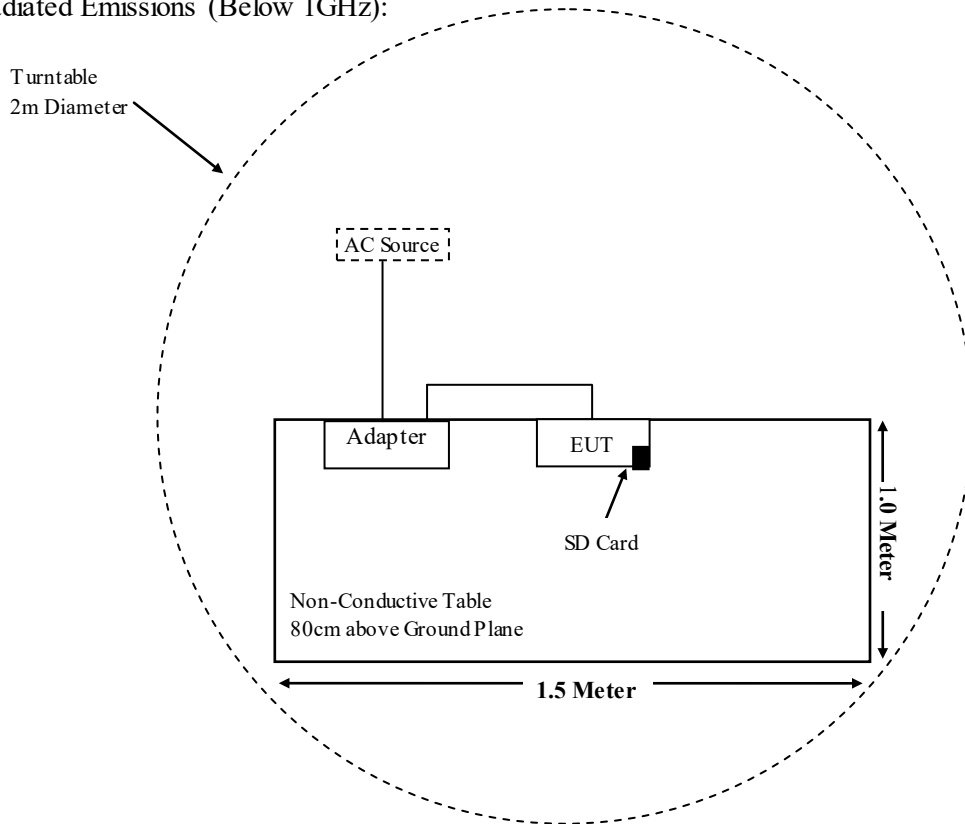 Emissions (Below 1GHz):
Turntable
2m Diameter
AC Source
Adapter
EUT
SD Card
1.0 Meter
Non-Conductive Table
80cm above Ground Plane
1.5 Meter